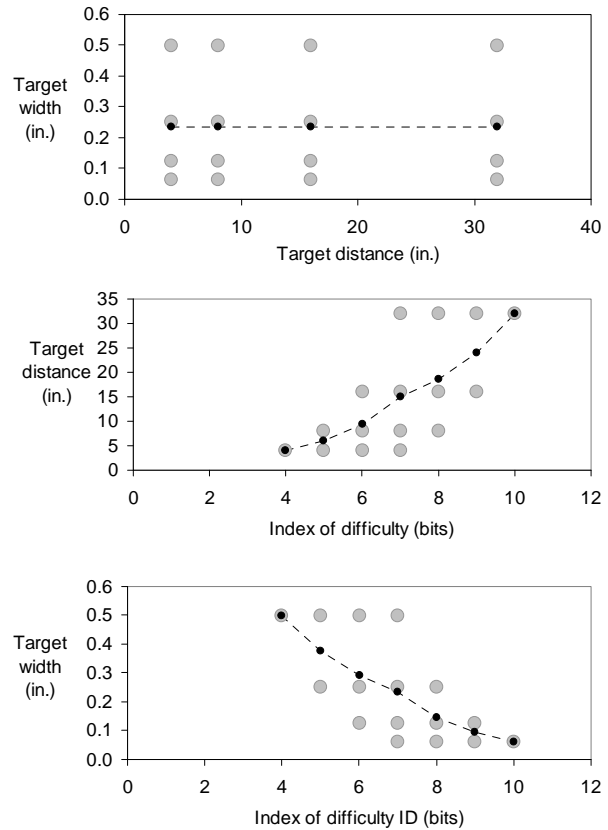 0.6
0.5
0.4
0.3
0.2
0.1
0.0
Target
width
(in.)
0 10 20 30 40
Target distance (in.)
35
30
25
20
15
10
5
0
Target
distance
(in.)
0 2 4 6 8 10 12
Index of difficulty (bits)
0.6
0.5
0.4
0.3
0.2
0.1
0.0
Target
width
(in.)
0 2 4 6 8 10 12
Index of difficulty ID (bits)